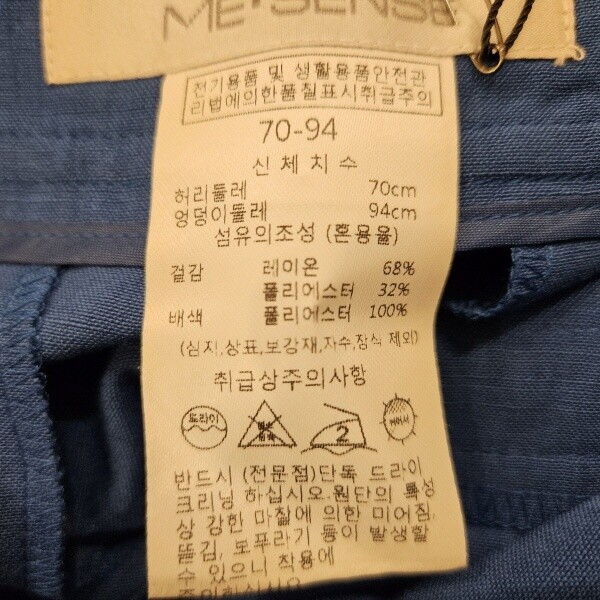 전기용품 및 생활용품안전관
리법에의한품질표시취급주의
70-94
신체치수
허리둘레 70cm
엉덩이둘레 94cm
섬유의조성 (혼용율)
겉감 레이온 68%
폴리에스터 32%
배색 폴리에스터 100%
(심지,상표,보강재,자수,장식 제외)
취급상주의사항
드라이
2
반드시 (전문점)단독 드라이
크리닝 하십시오.원단의 특성
상 강한 마찰에 의한 미어짐.
뜯김, 보푸라기 등이 발생할
수 있으니 착용에